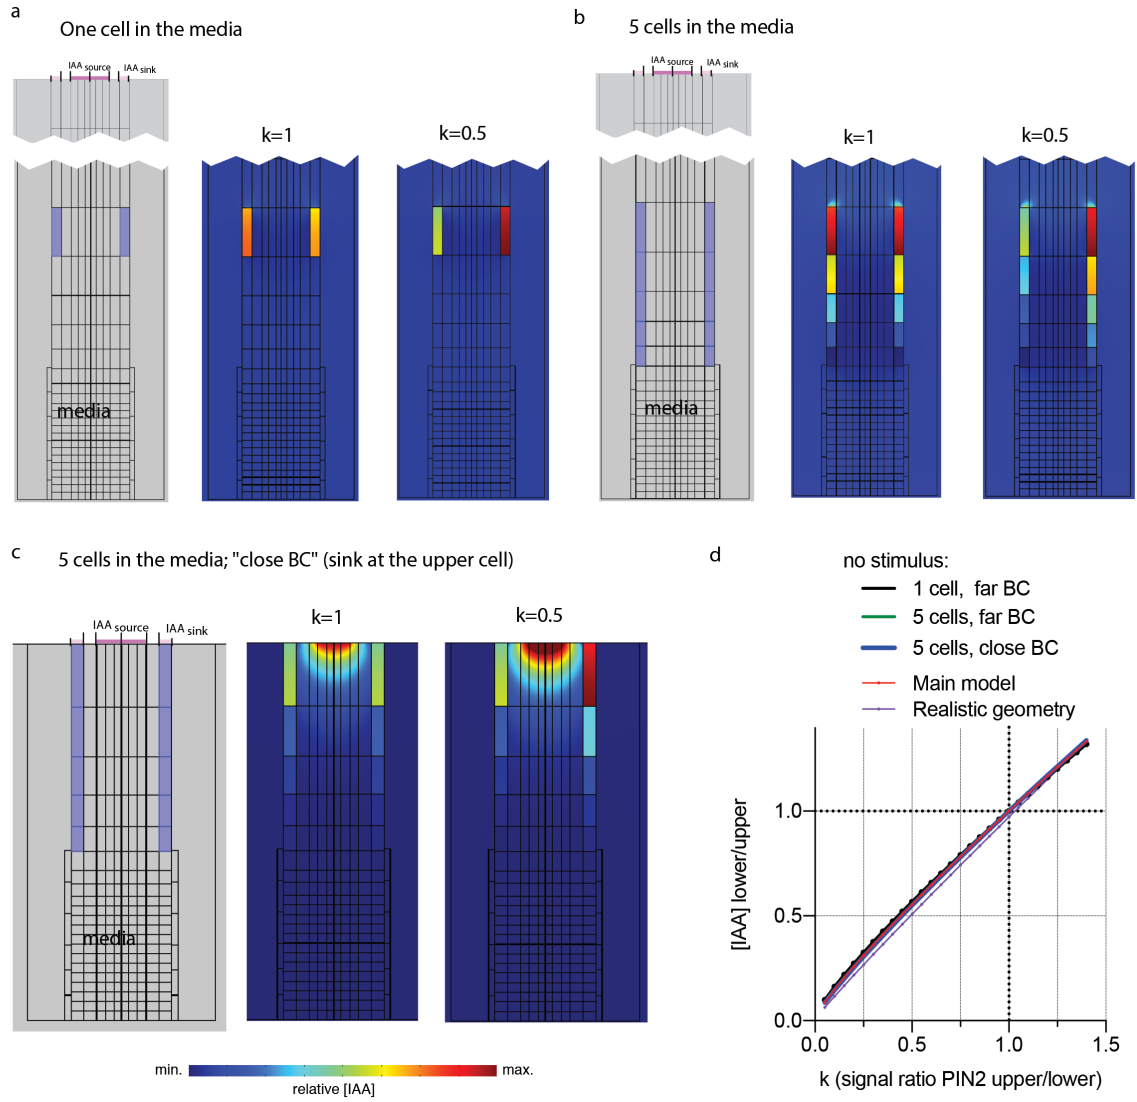 a
One cell in the media
IAA source
IAA sink
k=1
k=0.5
media
b
5 cells in the media
IAA source
IAA sink
k=1
k=0.5
media
c
5 cells in the media; "close BC" (sink at the upper cell)
IAA source
IAA sink
k=1
k=0.5
media
min.
max.
relative [IAA]
d
no stimulus:
1 cell, far BC
5 cells, far BC
5 cells, close BC
Main model
Realistic geometry
[IAA] lower/upper
1.0
0.5
0.0
0.0
0.5
1.0
1.5
k (signal ratio PIN2 upper/lower)